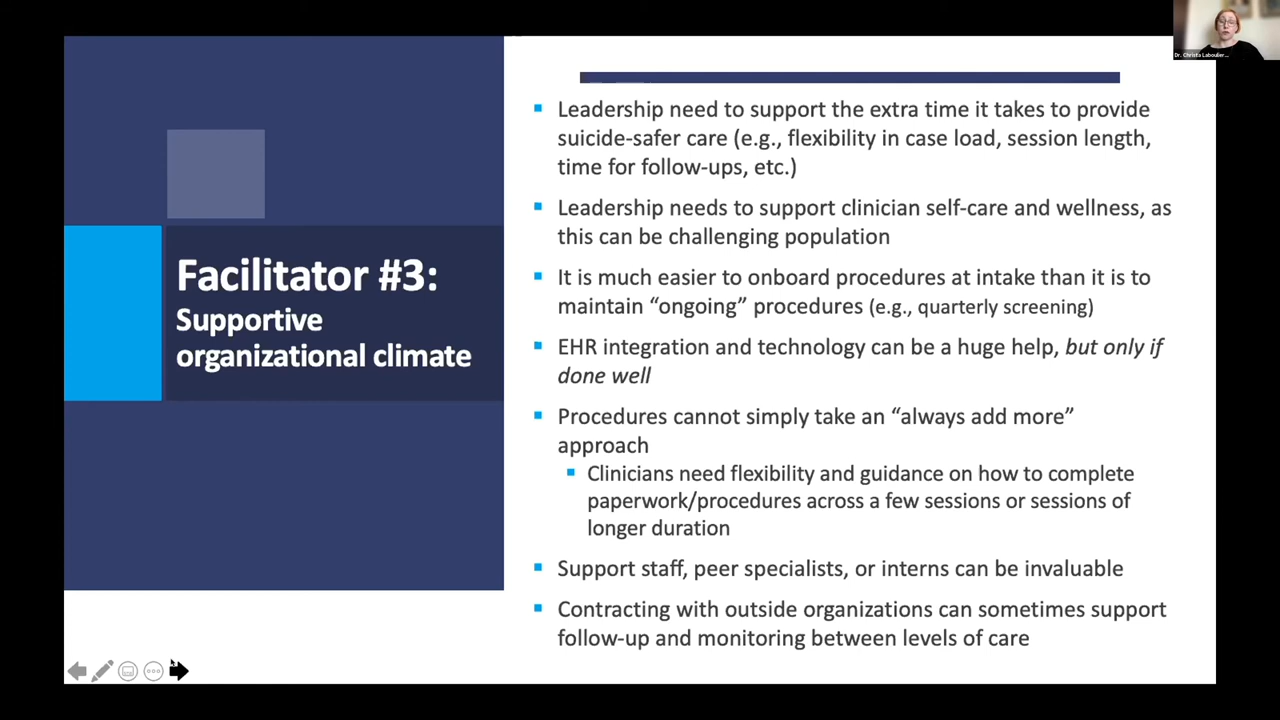 Facilitator #3:
Supportive
organizational climate
Leadership need to support the extra time it takes to provide
suicide-safer care (e.g., flexibility in case load, session length,
time for follow-ups, etc.)
Leadership needs to support clinician self-care and wellness, as
this can be challenging population
It is much easier to onboard procedures at intake than it is to
maintain “ongoing” procedures (e.g., quarterly screening)
EHR integration and technology can be a huge help, but only if
done well
Procedures cannot simply take an “always add more”
approach
Clinicians need flexibility and guidance on how to complete
paperwork/procedures across a few sessions or sessions of
longer duration
Support staff, peer specialists, or interns can be invaluable
Contracting with outside organizations can sometimes support
follow-up and monitoring between levels of care
Dr. Christa Labouliere...